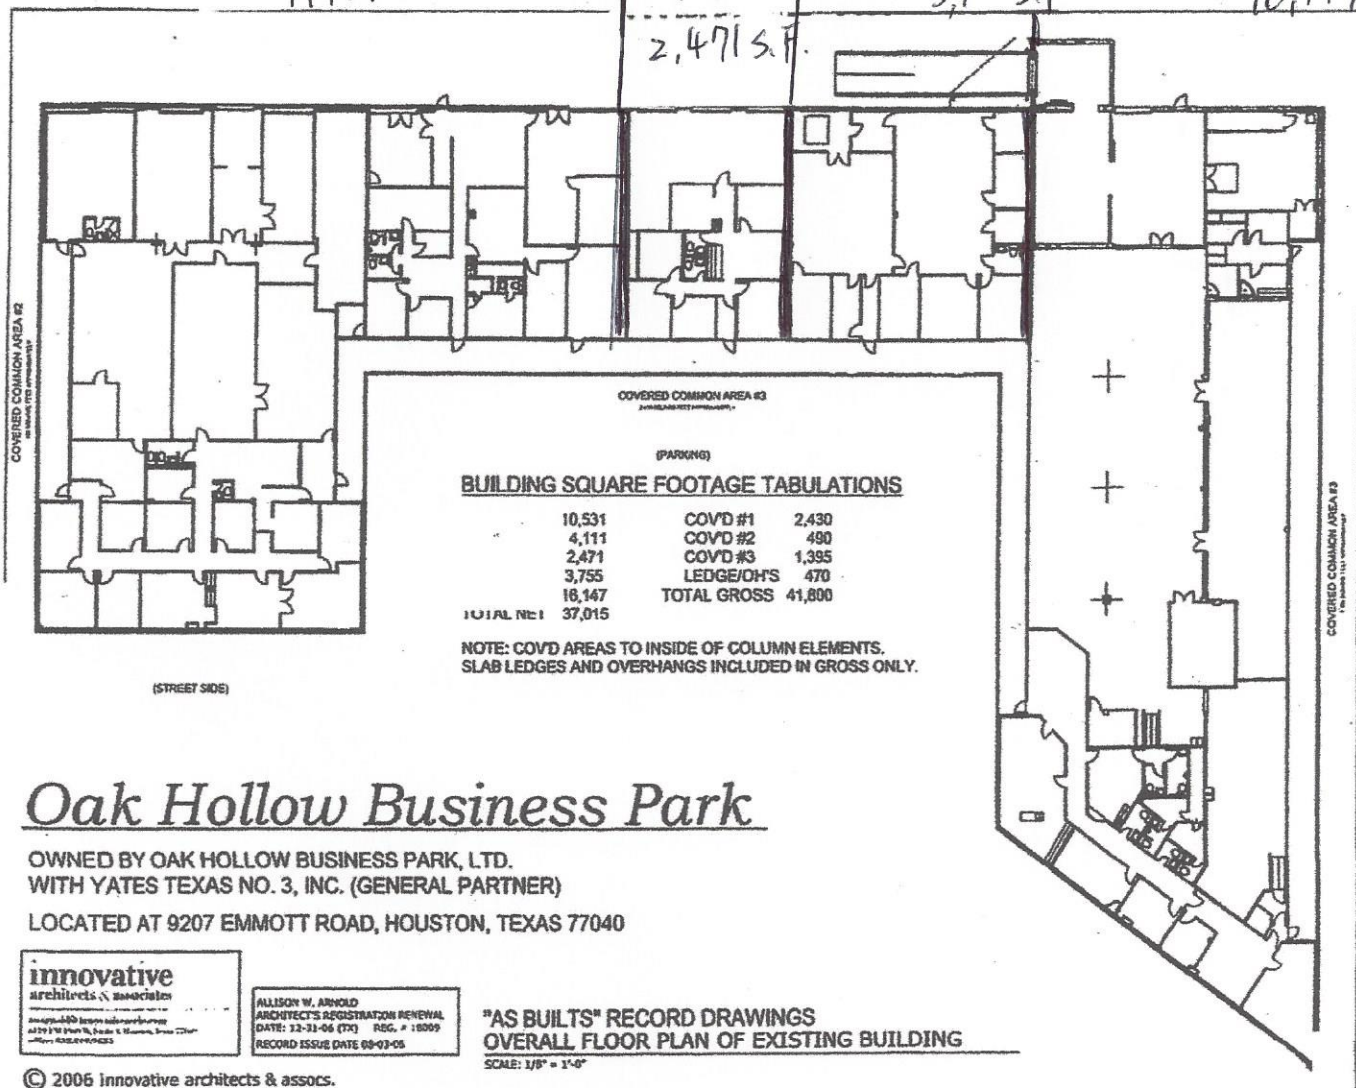 2,471 S.F.
COVERED COMMON AREA #2
COVERED COMMON AREA #3
(PARKING)
BUILDING SQUARE FOOTAGE TABULATIONS
10,531 COV'D #1 2,430
4,111 COV'D #2 490
2,471 COV'D #3 1,395
3,755 LEDGE/OH'S 470
16,147 TOTAL GROSS 41,800
TOTAL NET 37,015
NOTE: COV'D AREAS TO INSIDE OF COLUMN ELEMENTS.
SLAB LEDGES AND OVERHANGS INCLUDED IN GROSS ONLY.
COVERED COMMON AREA #3
(STREET SIDE)
Oak Hollow Business Park
OWNED BY OAK HOLLOW BUSINESS PARK, LTD.
WITH YATES TEXAS NO. 3, INC. (GENERAL PARTNER)
LOCATED AT 9207 EMMOTT ROAD, HOUSTON, TEXAS 77040
innovative
architects & associates
ALLISON W. ARNOLD
ARCHITECT'S REGISTRATION RENEWAL
DATE: 12-31-06 (TX) REG. #
RECORD ISSUE DATE
"AS BUILTS" RECORD DRAWINGS
OVERALL FLOOR PLAN OF EXISTING BUILDING
SCALE: 1/8" = 1'-0"
© 2006 innovative architects & assocs.